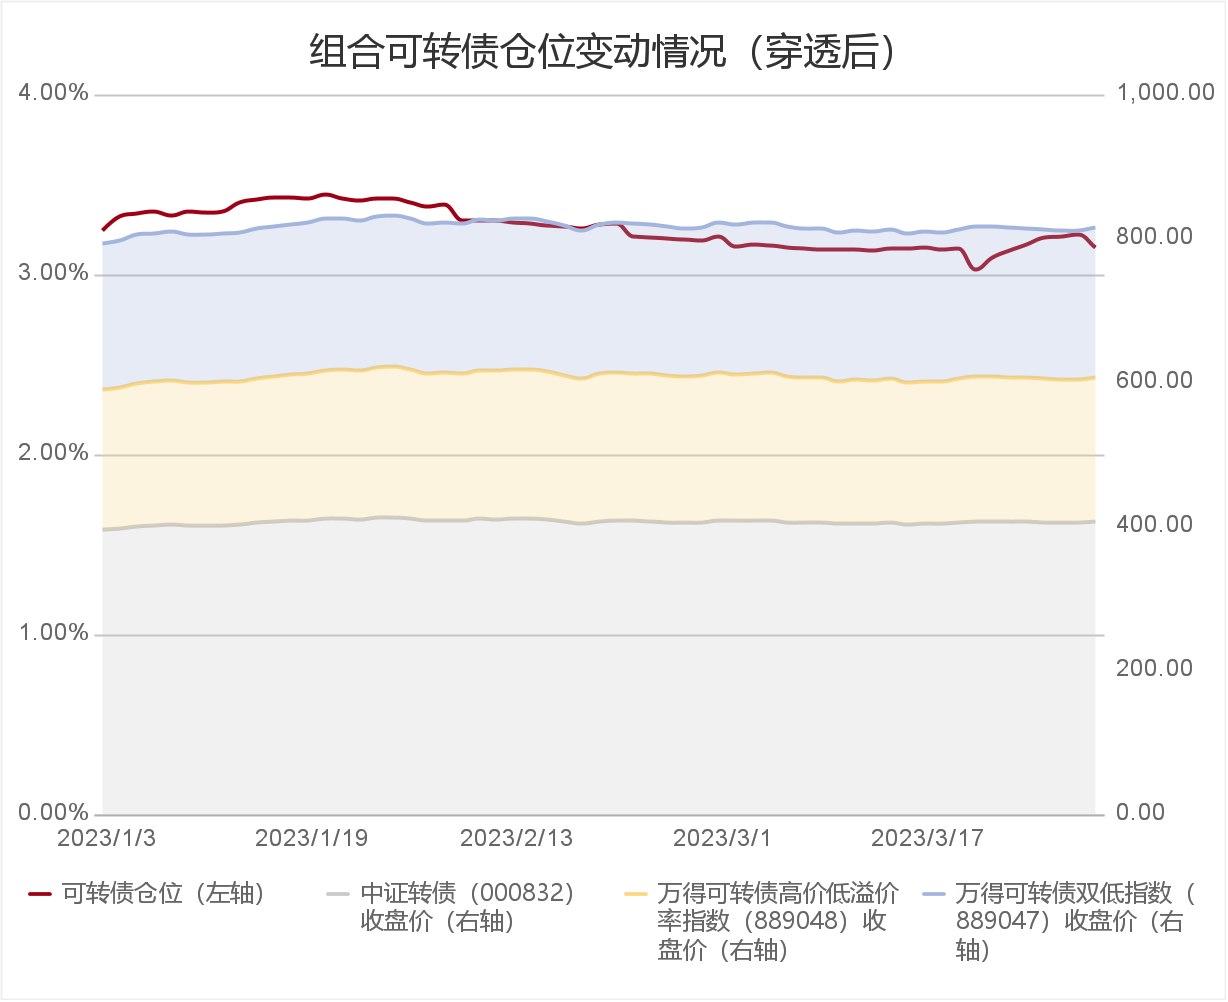 组合可转债仓位变动情况（穿透后）
4.00%
1,000.00
800.00
3.00%
600.00
2.00%
400.00
1.00%
200.00
0.00%
0.00
2023/1/3
2023/1/19
2023/2/13
2023/3/1
2023/3/17
可转债仓位（左轴）
中证转债（000832）
收盘价（右轴）
万得可转债高价低溢价
率指数（889048）收
盘价（右轴）
万得可转债双低指数（
889047）收盘价（右
轴）